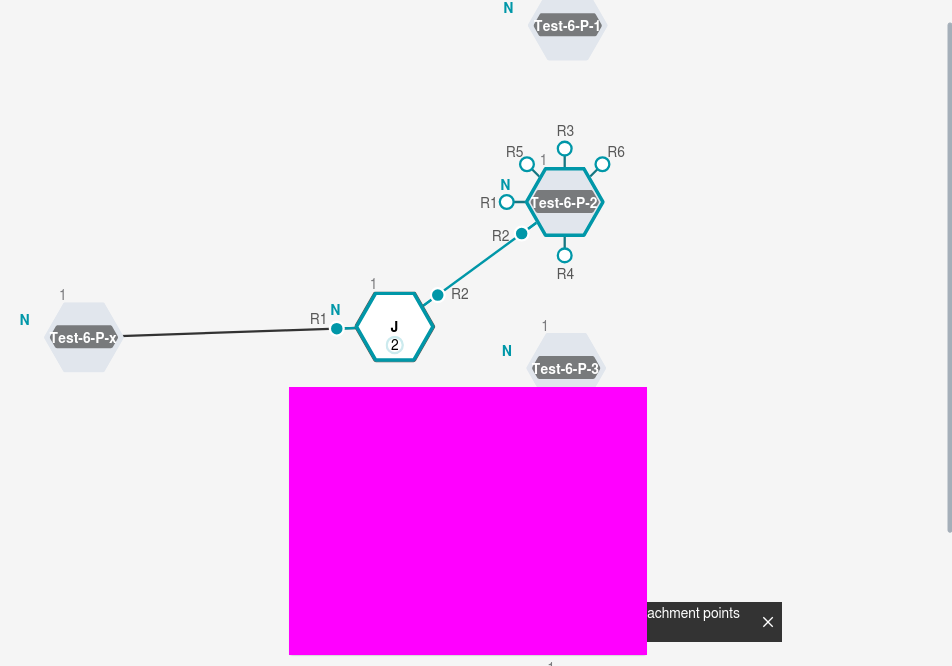 N
Test-6-P-1
R3
R5
1
R6
N
R1
Test-6-P-2
R2
R4
1
R2
N
R1
J
2
1
N
Test-6-P-x
1
N
Test-6-P-3
achment points